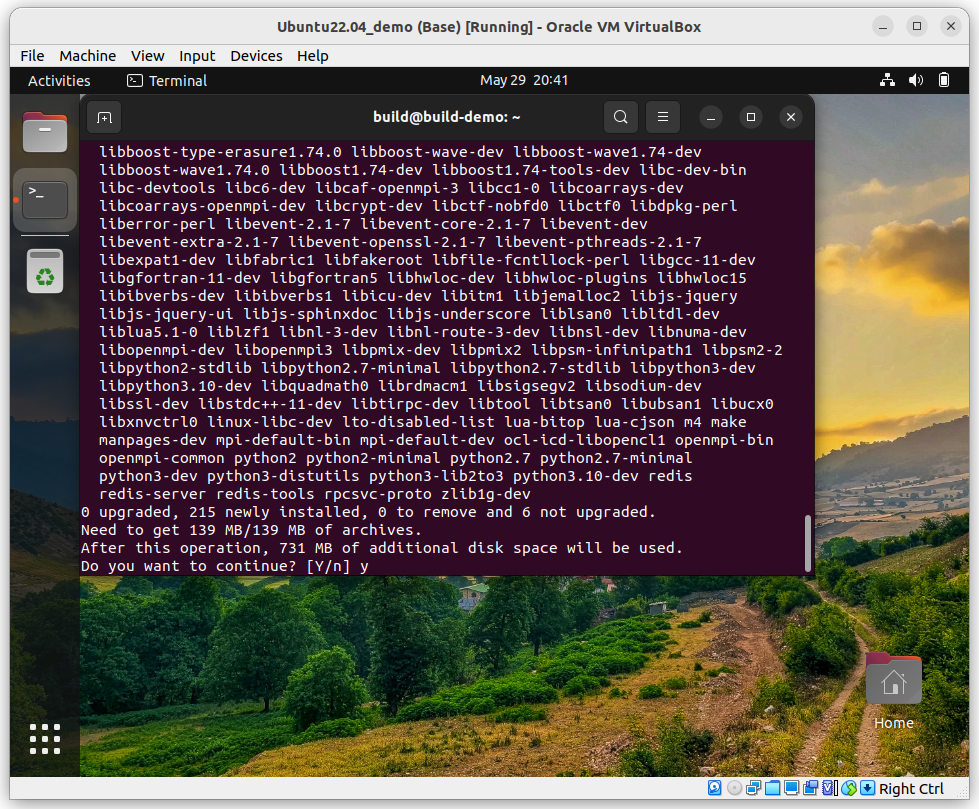 Ubuntu22.04_demo (Base) [Running] - Oracle VM VirtualBox
File Machine View Input Devices Help
Activities Terminal May 29 20:41
build@build-demo: ~
libboost-type-erasure1.74.0 libboost-wave-dev libboost-wave1.74-dev
libboost-wave1.74.0 libboost1.74-dev libboost1.74-tools-dev libc-dev-bin
libc-devtools libc6-dev libcaf-openmpi-3 libcc1-0 libcoarrays-dev
libcoarrays-openmpi-dev libcrypt-dev libctf-nobfd0 libctf0 libdpkg-perl
liberror-perl libevent-2.1-7 libevent-core-2.1-7 libevent-dev
libevent-extra-2.1-7 libevent-openssl-2.1-7 libevent-pthreads-2.1-7
libexpat1-dev libfabric1 libfakeroot libfile-fcntllock-perl libgcc-11-dev
libgfortran-11-dev libgfortran5 libhwloc-dev libhwloc-plugins libhwloc15
libibverbs-dev libibverbs1 libicu-dev libitm1 libjemalloc2 libjs-jquery
libjs-jquery-ui libjs-sphinxdoc libjs-underscore liblsan0 libltdl-dev
liblua5.1-0 liblzf1 libnl-3-dev libnl-route-3-dev libnsl-dev libnuma-dev
libopenmpi-dev libopenmpi3 libpmix-dev libpmix2 libpsm-infinipath1 libpsm2-2
libpython2-stdlib libpython2.7-minimal libpython2.7-stdlib libpython3-dev
libpython3.10-dev libquadmath0 librdmacm1 libsigsegv2 libsodium-dev
libssl-dev libstdc++-11-dev libtirpc-dev libtool libtsan0 libubsan1 libucx0
libxnvctrl0 linux-libc-dev lto-disabled-list lua-bitop lua-cjson m4 make
manpages-dev mpi-default-bin mpi-default-dev ocl-icd-libopencl1 openmpi-bin
openmpi-common python2 python2-minimal python2.7 python2.7-minimal
python3-dev python3-distutils python3-lib2to3 python3.10-dev redis
redis-server redis-tools rpcsvc-proto zlib1g-dev
0 upgraded, 215 newly installed, 0 to remove and 6 not upgraded.
Need to get 139 MB/139 MB of archives.
After this operation, 731 MB of additional disk space will be used.
Do you want to continue? [Y/n] y
Home
Right Ctrl